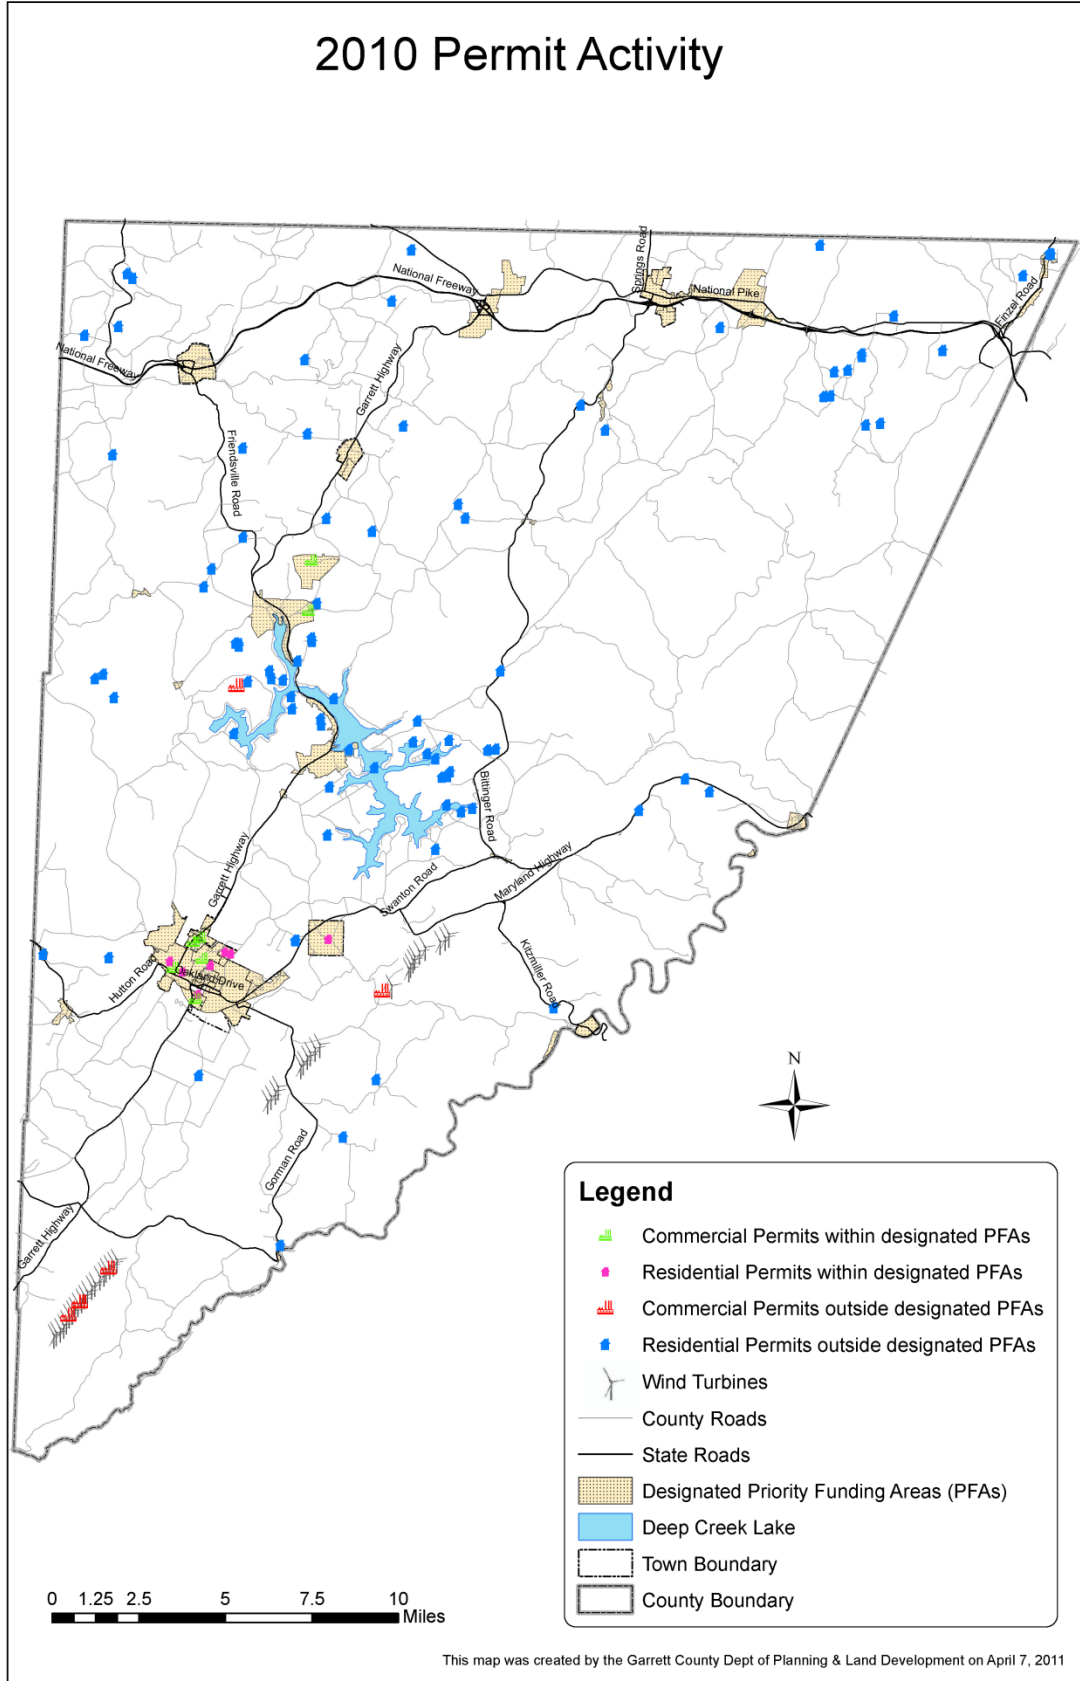 2010 Permit Activity
Springs Road
National Freeway
National Pike
Finzel Road
National Freeway
Garrett Highway
Friendsville Road
Bittinger Road
Garrett Highway
Swanton Road
Maryland Highway
Kitzmiller Road
Hutton Road
Oakland Drive
N
Gorman Road
Garrett Highway
Legend
Commercial Permits within designated PFAs
Residential Permits within designated PFAs
Commercial Permits outside designated PFAs
Residential Permits outside designated PFAs
Wind Turbines
County Roads
State Roads
Designated Priority Funding Areas (PFAs)
Deep Creek Lake
Town Boundary
County Boundary
0 1.25 2.5 5 7.5 10
Miles
This map was created by the Garrett County Dept of Planning & Land Development on April 7, 2011